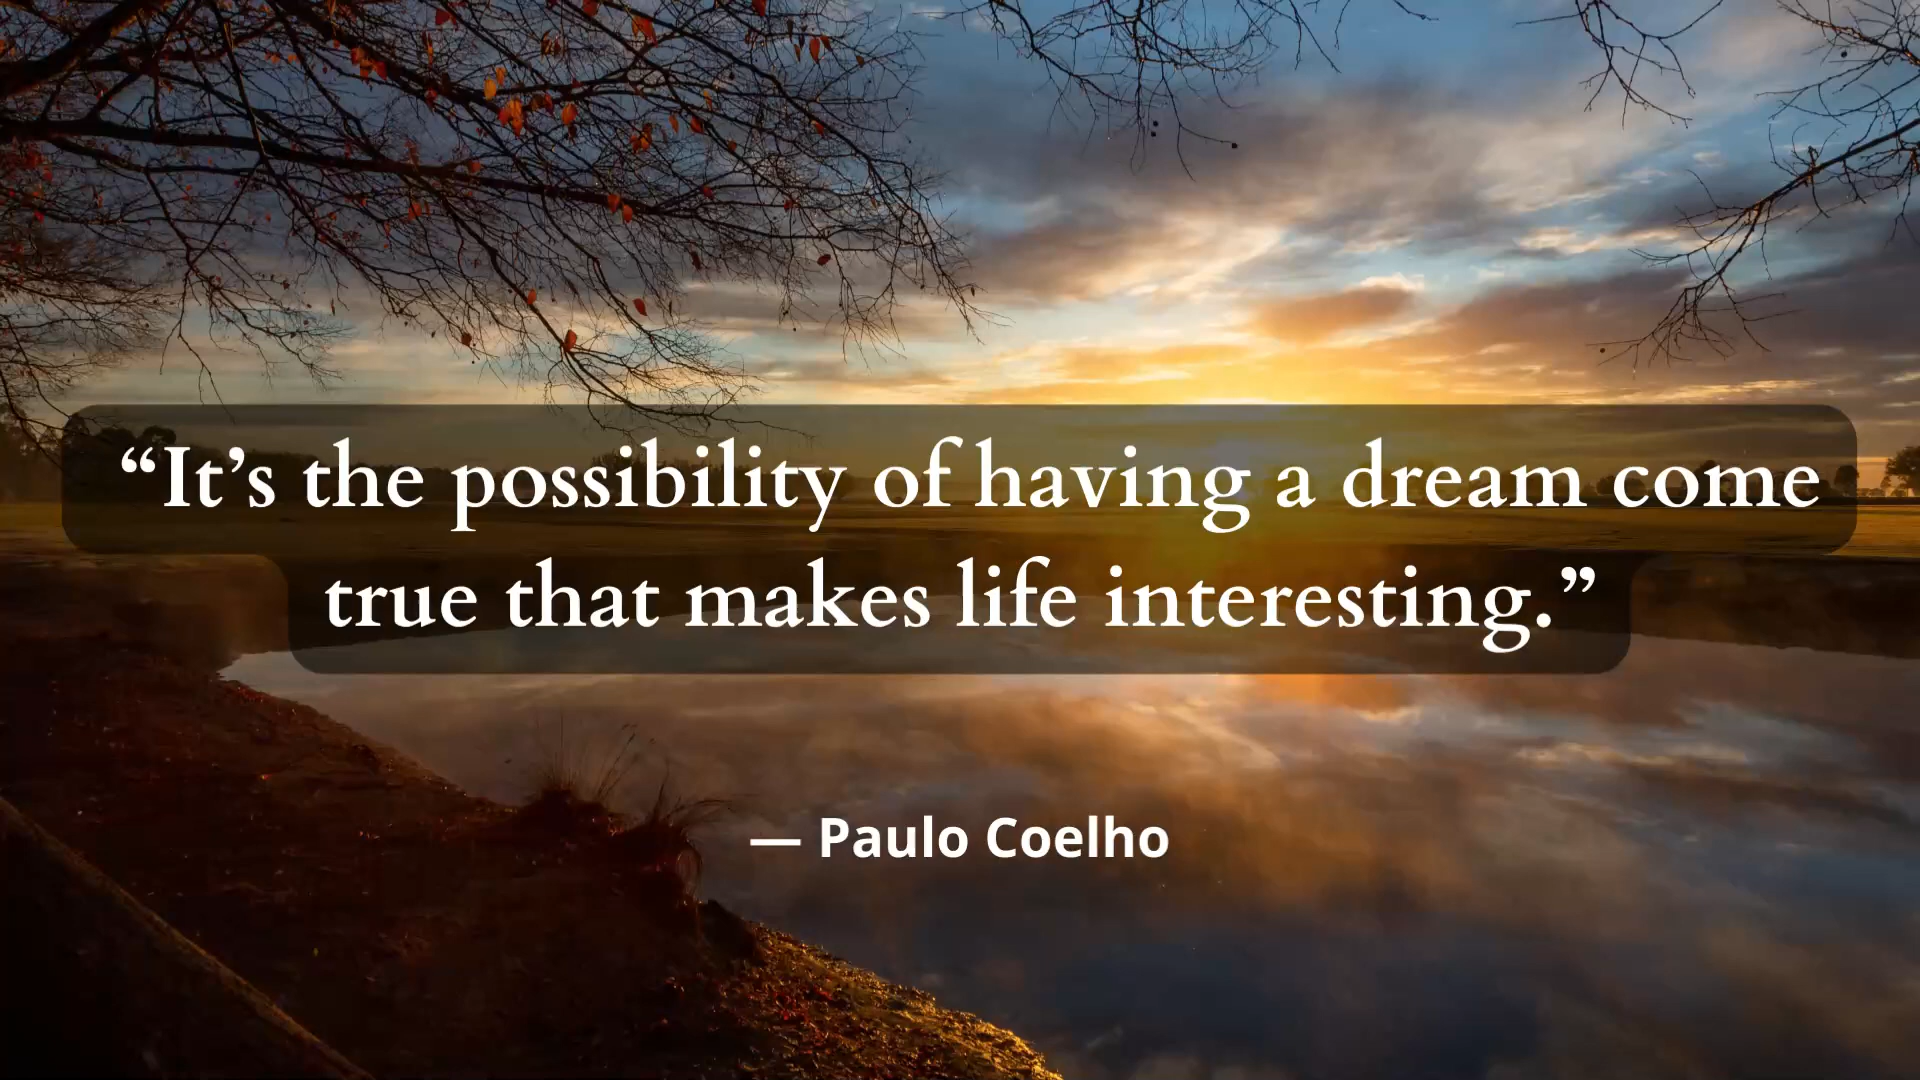 “It’s the possibility of having a dream come
true that makes life interesting.”
— Paulo Coelho